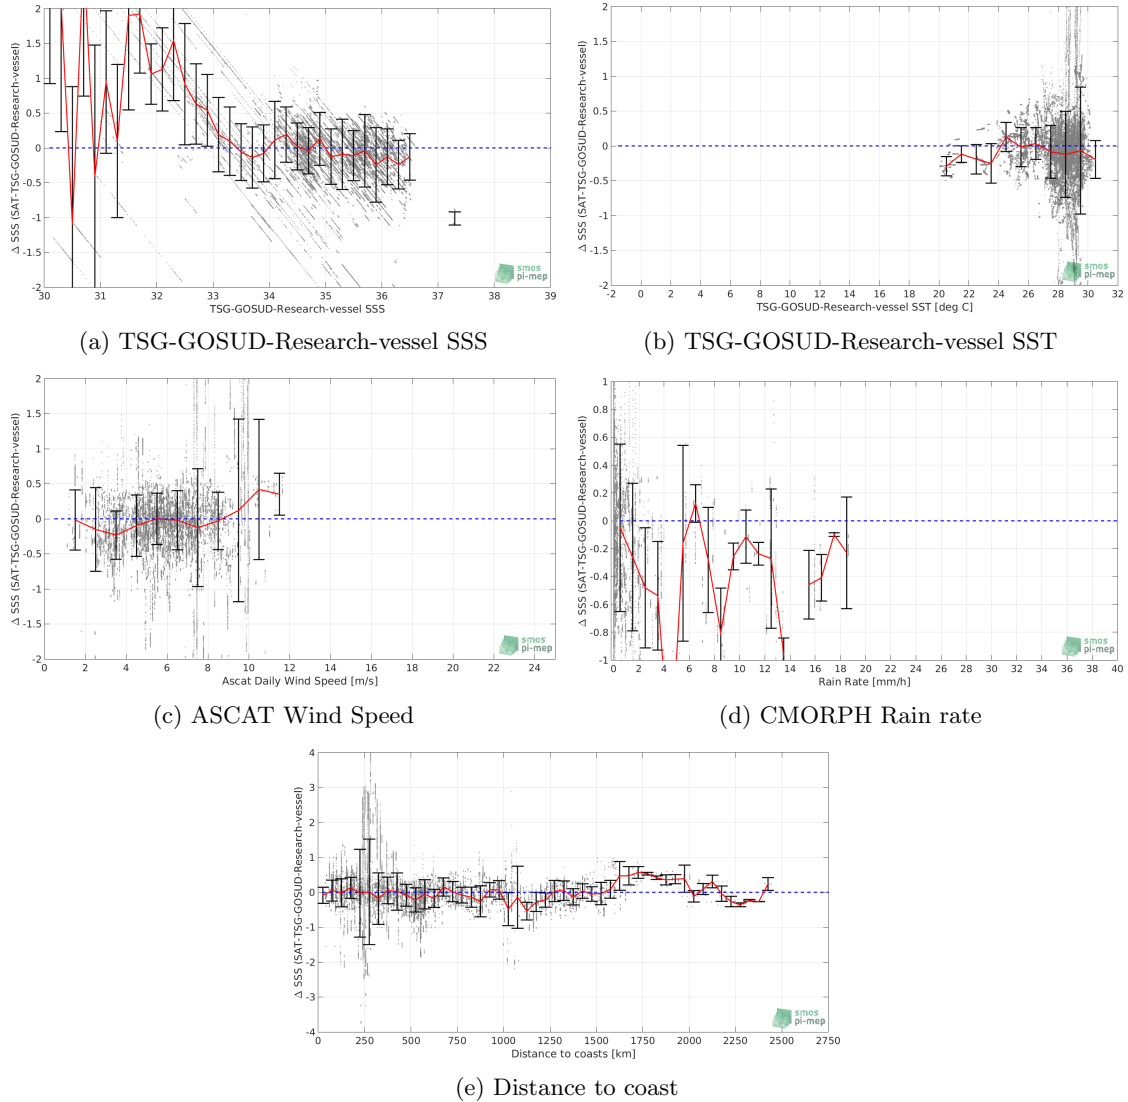 Δ SSS (SAT-TSG-GOSUD-Research-vessel)
2
1.5
1
0.5
0
-0.5
-1
-1.5
-2
30 31 32 33 34 35 36 37 38 39
TSG-GOSUD-Research-vessel SSS
smos
pi-mep
(a) TSG-GOSUD-Research-vessel SSS
Δ SSS (SAT-TSG-GOSUD-Research-vessel)
2
1.5
1
0.5
0
-0.5
-1
-1.5
-2
-2 0 2 4 6 8 10 12 14 16 18 20 22 24 26 28 30 32
TSG-GOSUD-Research-vessel SST [deg C]
smos
pi-mep
(b) TSG-GOSUD-Research-vessel SST
Δ SSS (SAT-TSG-GOSUD-Research-vessel)
2
1.5
1
0.5
0
-0.5
-1
-1.5
-2
0 2 4 6 8 10 12 14 16 18 20 22 24
Ascat Daily Wind Speed [m/s]
smos
pi-mep
(c) ASCAT Wind Speed
Δ SSS (SAT-TSG-GOSUD-Research-vessel)
1
0.8
0.6
0.4
0.2
0
-0.2
-0.4
-0.6
-0.8
-1
0 2 4 6 8 10 12 14 16 18 20 22 24 26 28 30 32 34 36 38 40
Rain Rate [mm/h]
smos
pi-mep
(d) CMORPH Rain rate
Δ SSS (SAT-TSG-GOSUD-Research-vessel)
4
3
2
1
0
-1
-2
-3
-4
0 250 500 750 1000 1250 1500 1750 2000 2250 2500 2750
Distance to coasts [km]
smos
pi-mep
(e) Distance to coast